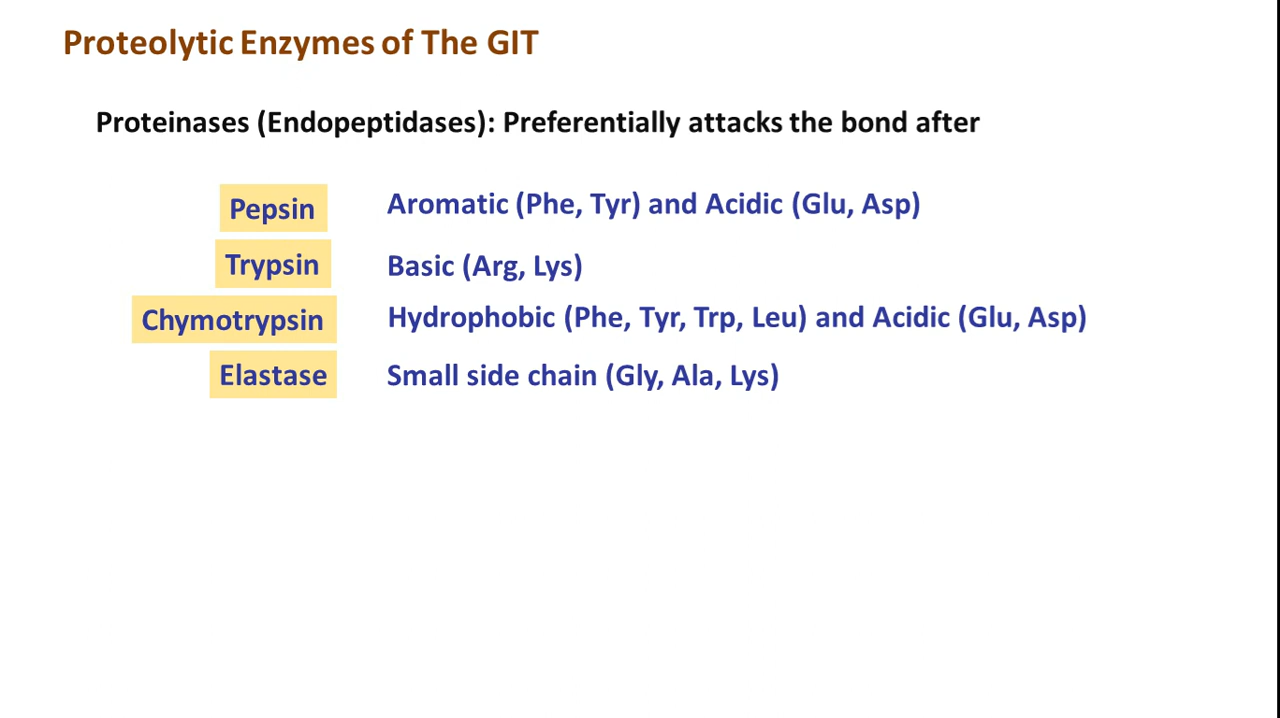 Proteolytic Enzymes of The GIT
Proteinases (Endopeptidases): Preferentially attacks the bond after
Pepsin Aromatic (Phe, Tyr) and Acidic (Glu, Asp)
Trypsin Basic (Arg, Lys)
Chymotrypsin Hydrophobic (Phe, Tyr, Trp, Leu) and Acidic (Glu, Asp)
Elastase Small side chain (Gly, Ala, Lys)